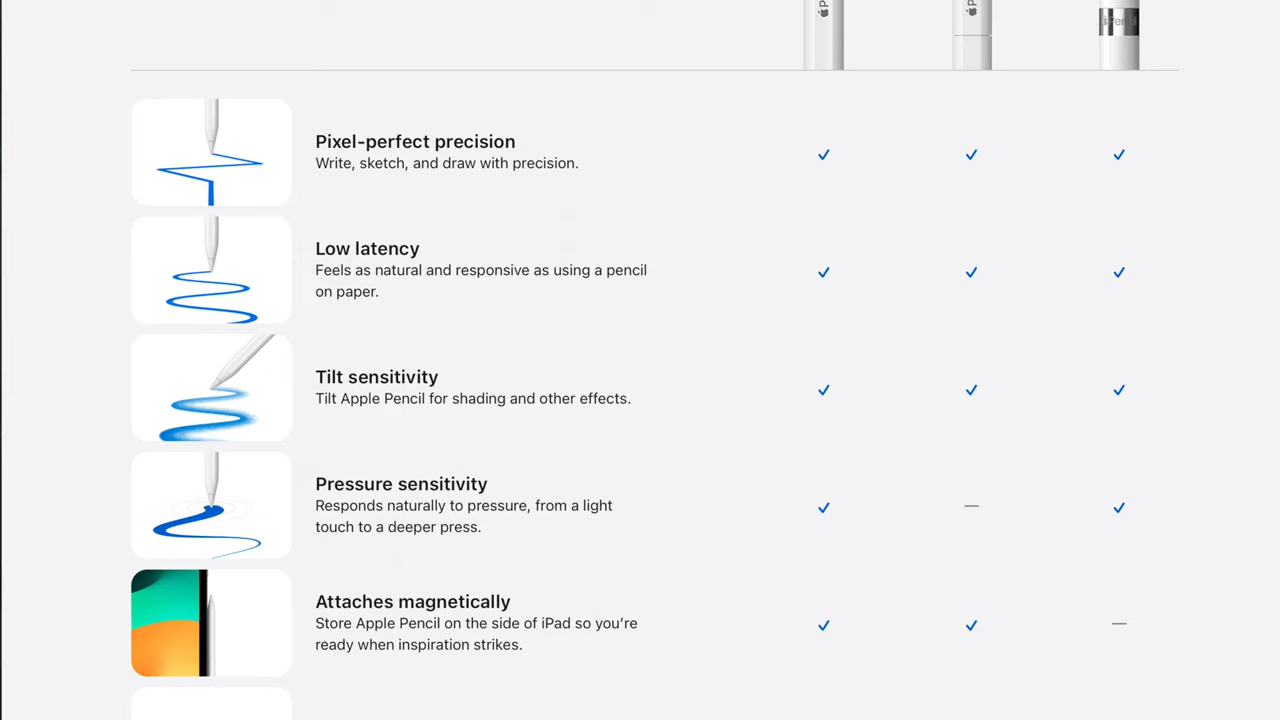 Pixel-perfect precision
Write, sketch, and draw with precision.
Low latency
Feels as natural and responsive as using a pencil
on paper.
Tilt sensitivity
Tilt Apple Pencil for shading and other effects.
Pressure sensitivity
Responds naturally to pressure, from a light
touch to a deeper press.
Attaches magnetically
Store Apple Pencil on the side of iPad so you’re
ready when inspiration strikes.